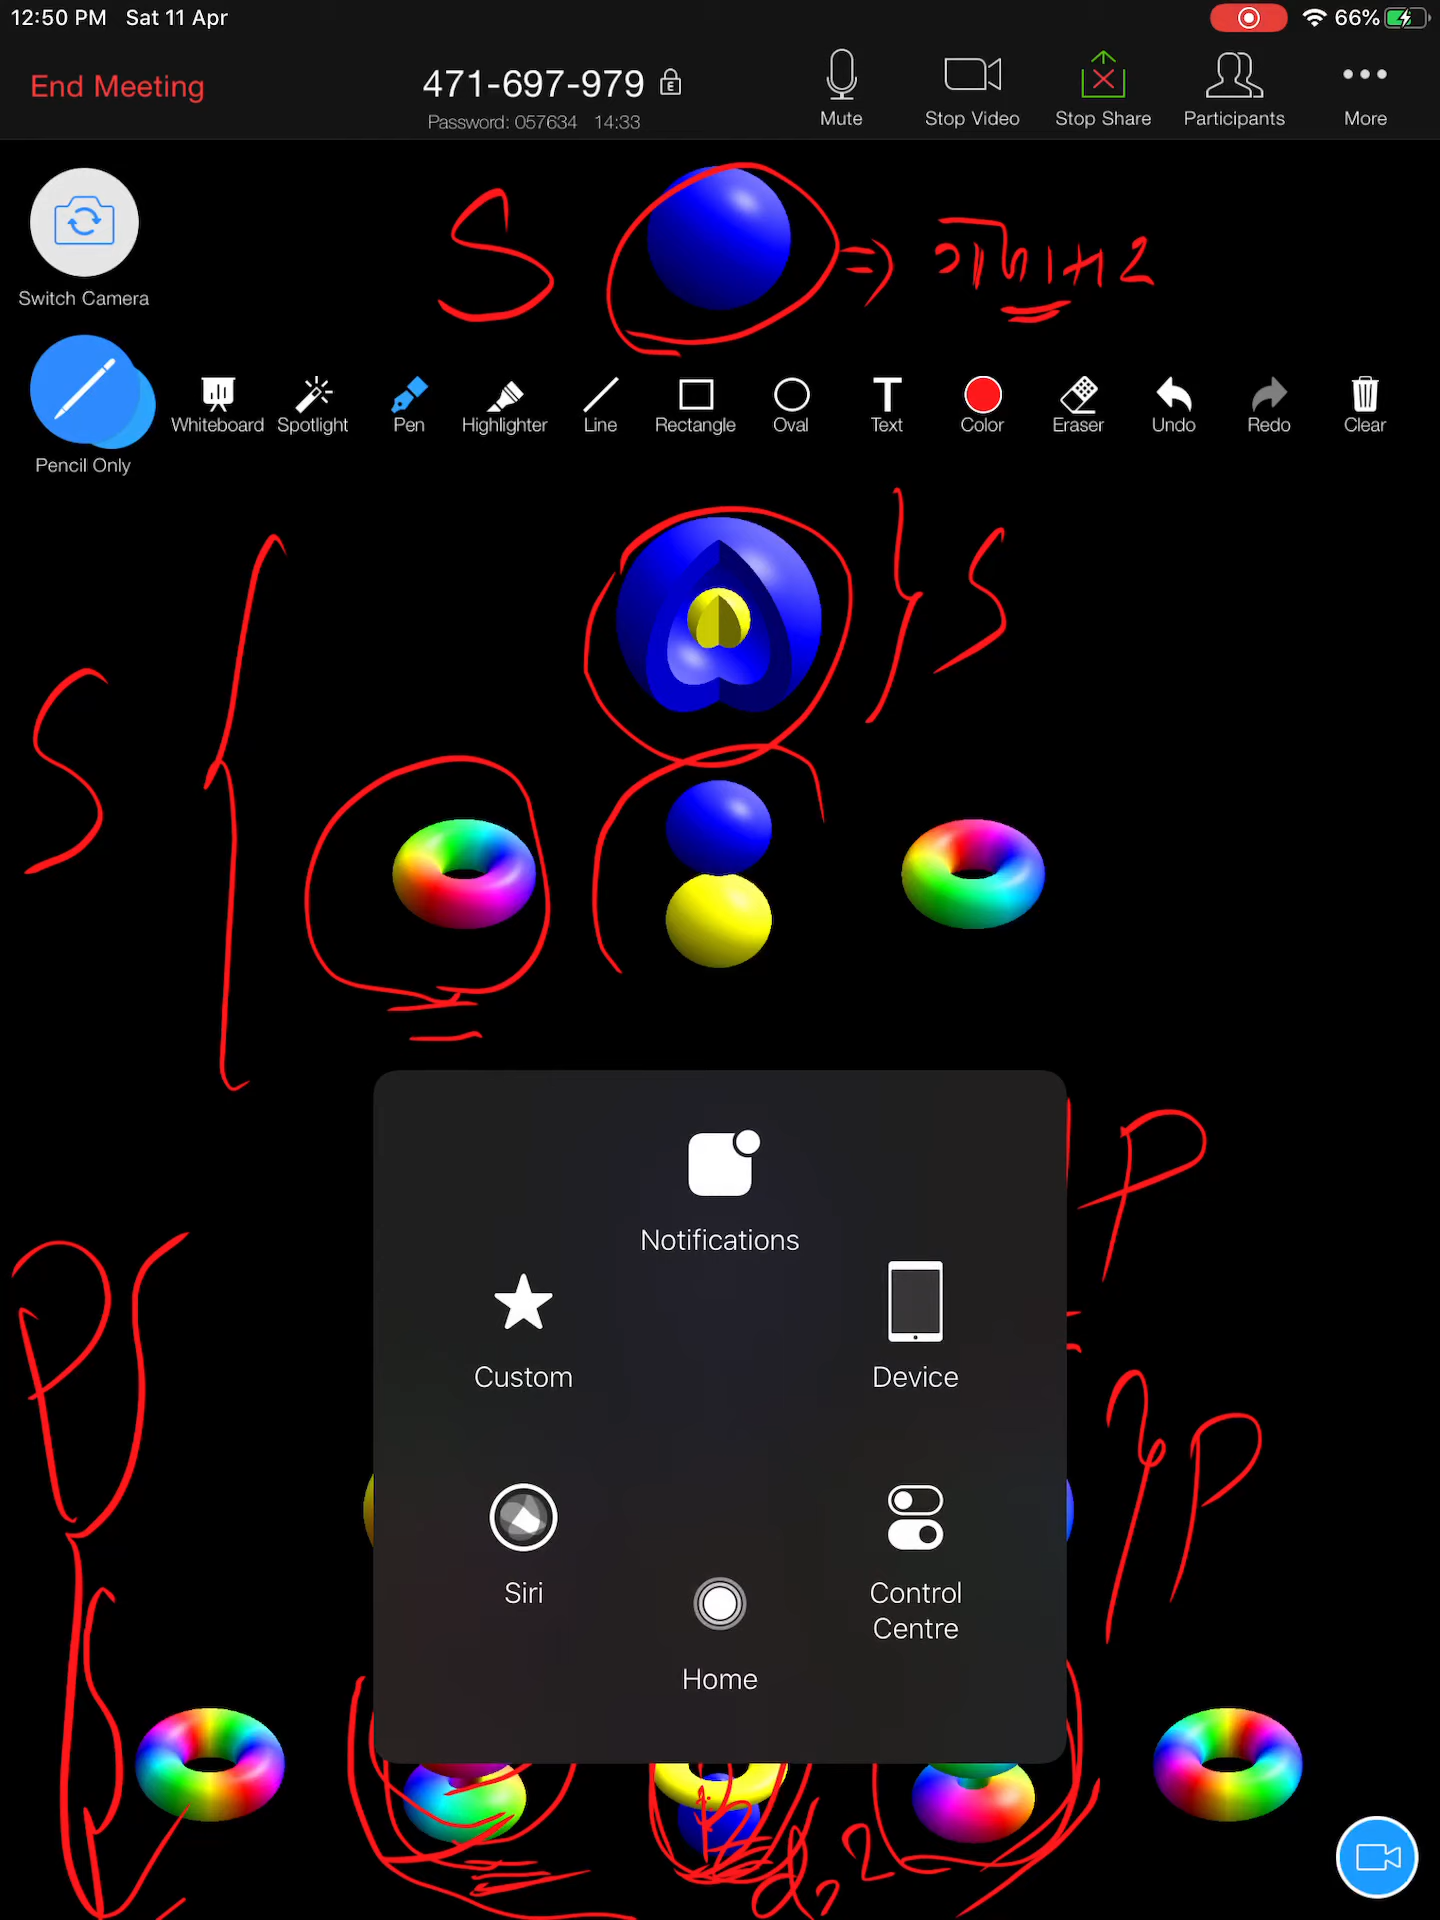 12:50 PM Sat 11 Apr 66%
End Meeting 471-697-979 E
Password: 057634 14:33
Mute Stop Video Stop Share Participants More
S
Switch Camera
Whiteboard Spotlight Pen Highlighter Line Rectangle Oval T Text Color Eraser Undo Redo Clear
Pencil Only
S
S
P
Notifications
Custom Device
P
Siri Control
Centre
Home